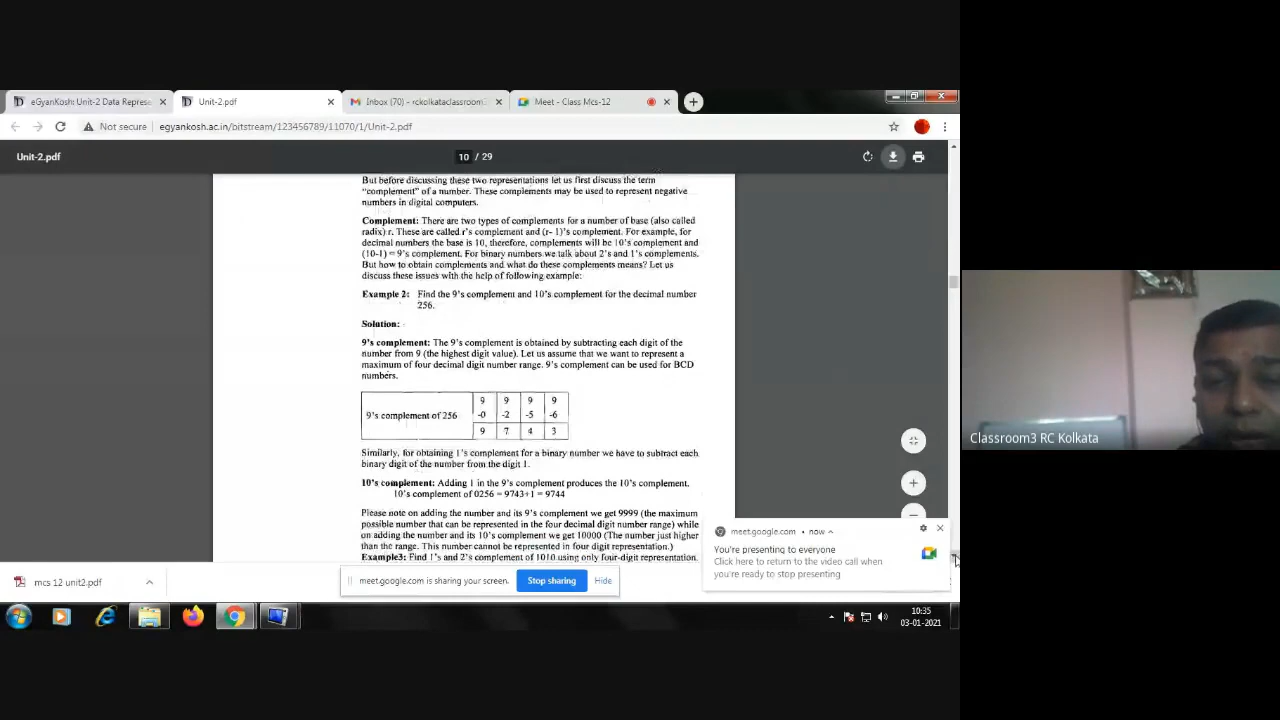 eGyanKosh: Unit-2 Data Represe
Unit-2.pdf
Inbox (70) - rckolkataclassroom
Meet - Class Mcs-12
Not secure
egyankosh.ac.in/bitstream/123456789/11070/1/Unit-2.pdf
Unit-2.pdf
10 / 29
But before discussing these two representations let us first discuss the term
"complement" of a number. These complements may be used to represent negative
numbers in digital computers.
Complement: There are two types of complements for a number of base (also called
radix) r. These are called r's complement and (r- 1)'s complement. For example, for
decimal numbers the base is 10, therefore, complements will be 10's complement and
(10-1) = 9's complement. For binary numbers we talk about 2's and 1's complements.
But how to obtain complements and what do these complements means? Let us
discuss these issues with the help of following example:
Example 2: Find the 9's complement and 10's complement for the decimal number
256.
Solution:
9's complement: The 9's complement is obtained by subtracting each digit of the
number from 9 (the highest digit value). Let us assume that we want to represent a
maximum of four decimal digit number range. 9's complement can be used for BCD
numbers.
9 9 9 9
9's complement of 256 -0 -2 -5 -6
9 7 4 3
Similarly, for obtaining 1's complement for a binary number we have to subtract each
binary digit of the number from the digit 1.
10's complement: Adding 1 in the 9's complement produces the 10's complement.
10's complement of 0256 = 9743+1 = 9744
Please note on adding the number and its 9's complement we get 9999 (the maximum
possible number that can be represented in the four decimal digit number range) while
on adding the number and its 10's complement we get 10000 (The number just higher
than the range. This number cannot be represented in four digit representation.)
Example3: Find 1's and 2's complement of 1010 using only four-digit representation.
meet.google.com • now
You're presenting to everyone
Click here to return to the video call when
you're ready to stop presenting
mcs 12 unit2.pdf
meet.google.com is sharing your screen.
Stop sharing
Hide
10:35
03-01-2021
Classroom3 RC Kolkata